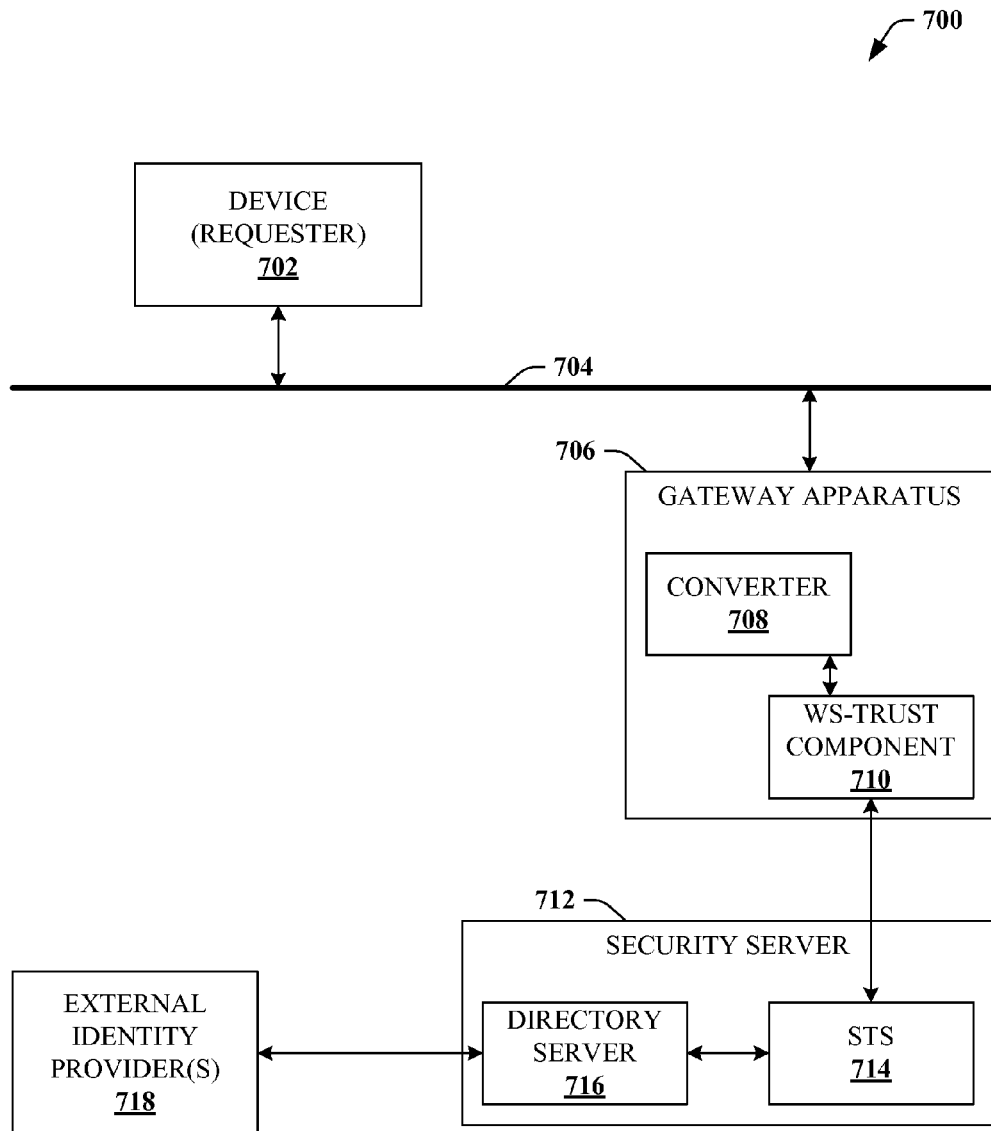 700
DEVICE
(REQUESTER)
702
704
706
GATEWAY APPARATUS
CONVERTER
708
WS-TRUST
COMPONENT
710
712
SECURITY SERVER
EXTERNAL
IDENTITY
PROVIDER(S)
718
DIRECTORY
SERVER
716
STS
714